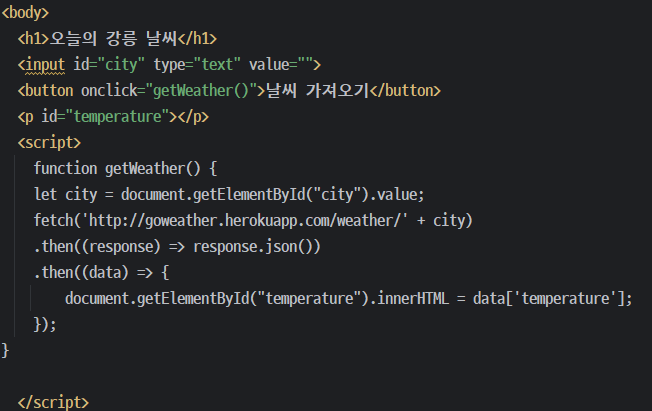 <body>
<h1>오늘의 강릉 날씨</h1>
<input id="city" type="text" value="">
<button onclick="getWeather()">날씨 가져오기</button>
<p id="temperature"></p>
<script>
function getWeather() {
let city = document.getElementById("city").value;
fetch('http://goweather.herokuapp.com/weather/' + city)
.then((response) => response.json())
.then((data) => {
document.getElementById("temperature").innerHTML = data['temperature'];
});
}
</script>